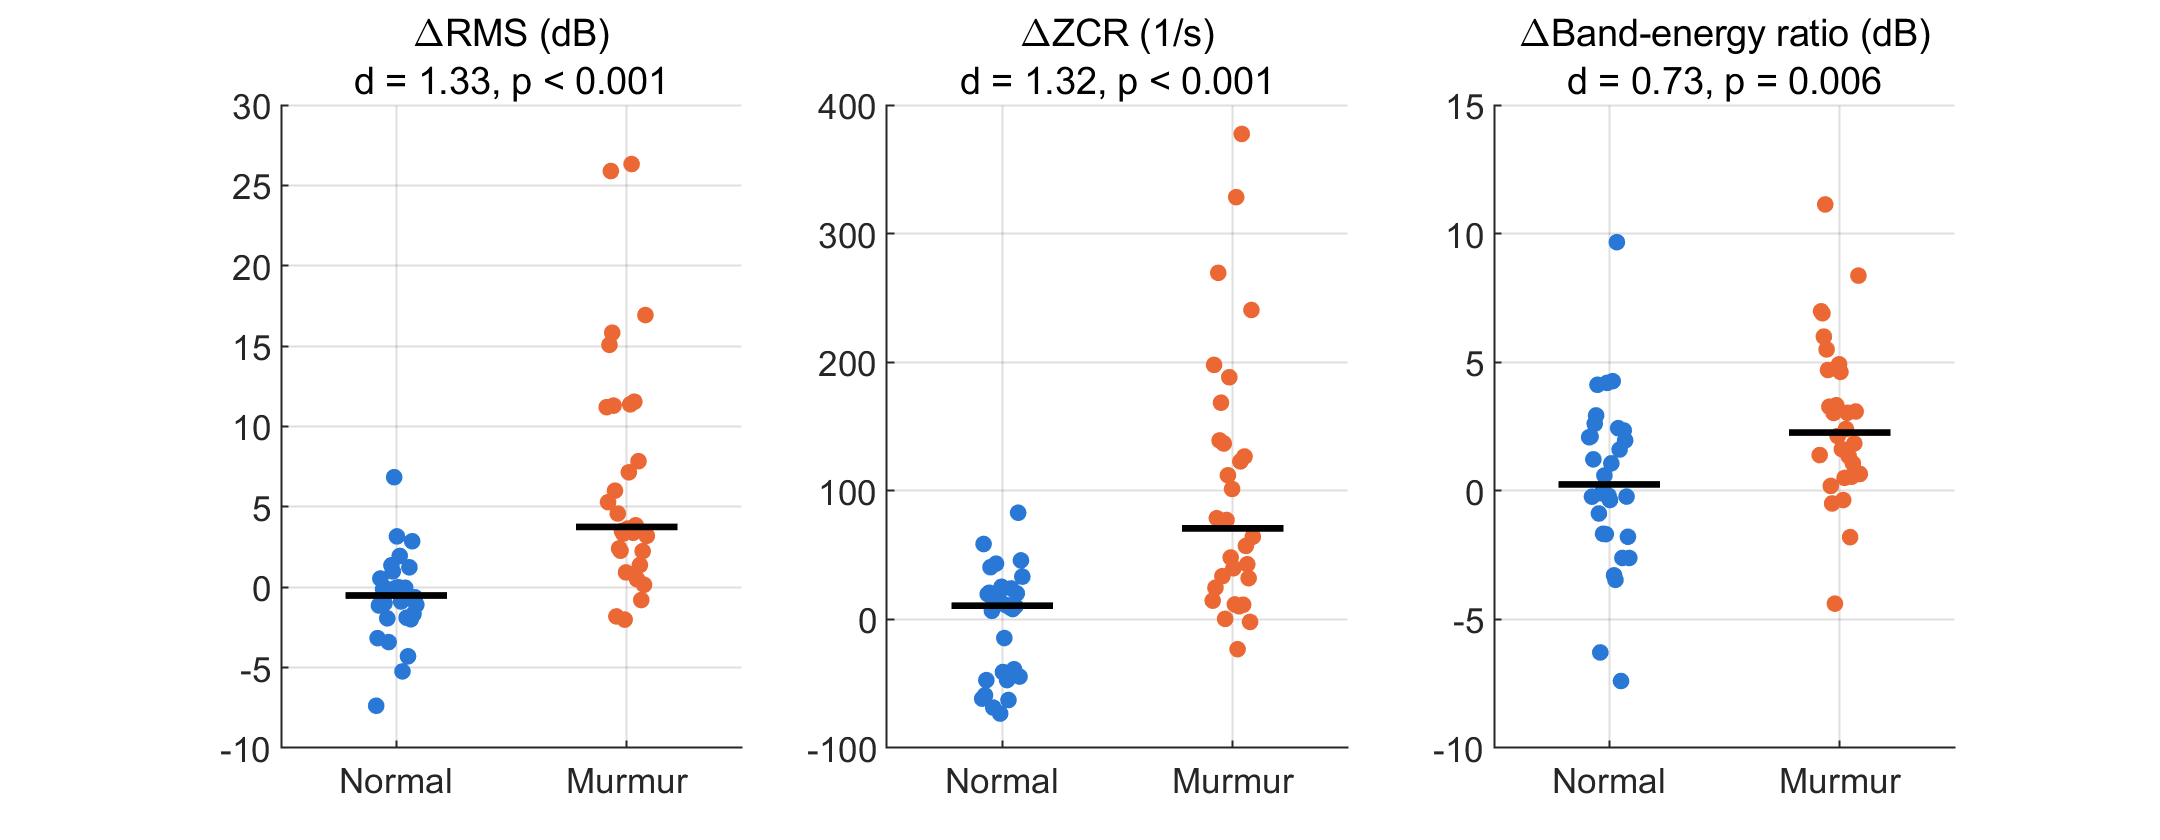 ΔRMS (dB)
d = 1.33, p < 0.001
30
25
20
15
10
5
0
-5
-10
Normal
Murmur
ΔZCR (1/s)
d = 1.32, p < 0.001
400
300
200
100
0
-100
Normal
Murmur
ΔBand-energy ratio (dB)
d = 0.73, p = 0.006
15
10
5
0
-5
-10
Normal
Murmur